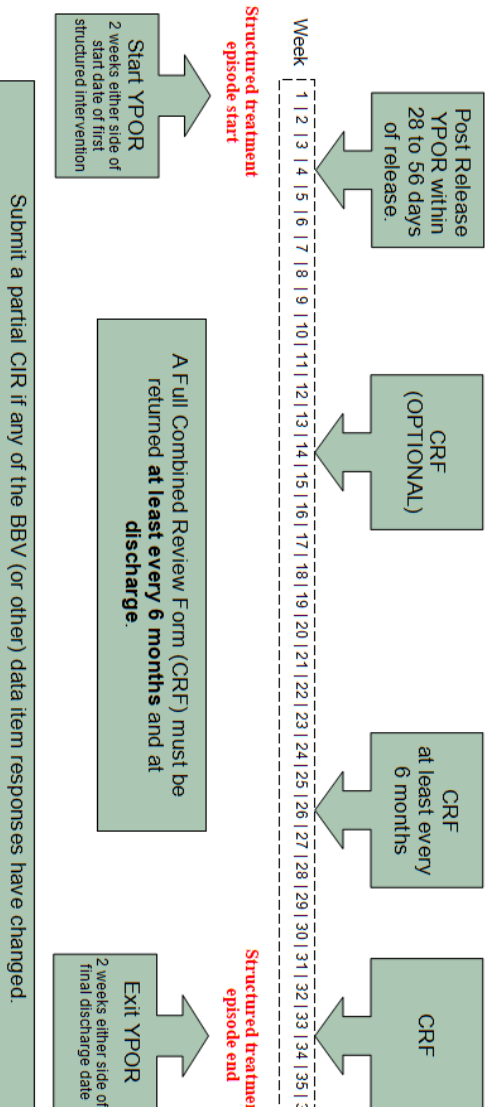 Post Release
YPOR within
28 to 56 days
of release.
CRF
(OPTIONAL)
CRF
at least every
6 months
CRF
Week | 1 | 2 | 3 | 4 | 5 | 6 | 7 | 8 | 9 | 10 | 11 | 12 | 13 | 14 | 15 | 16 | 17 | 18 | 19 | 20 | 21 | 22 | 23 | 24 | 25 | 26 | 27 | 28 | 29 | 30 | 31 | 32 | 33 | 34 | 35 |
Structured treatment
episode start
Structured treatmen
episode end
A Full Combined Review Form (CRF) must be
returned at least every 6 months and at
discharge.
Start YPOR
2 weeks either side of
start date of first
structured intervention
Exit YPOR
2 weeks either side of
final discharge date
Submit a partial CIR if any of the BBV (or other) data item responses have changed.